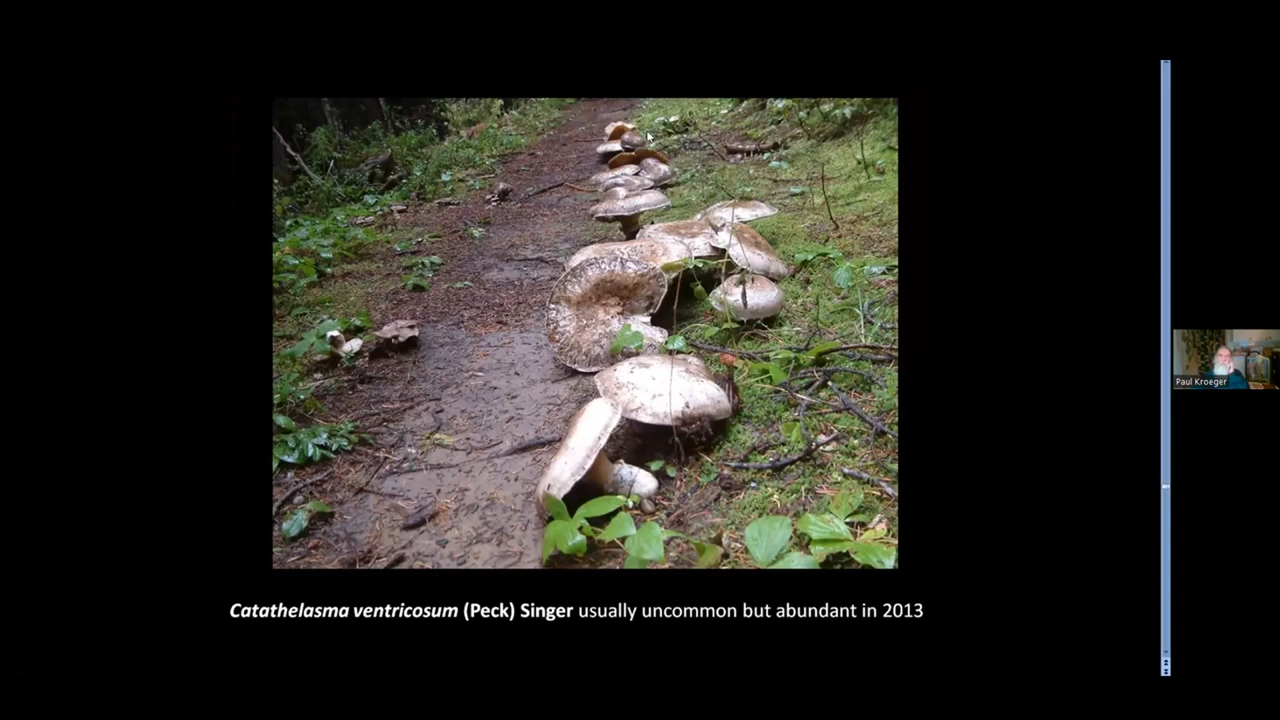 Catathelasma ventricosum (Peck) Singer usually uncommon but abundant in 2013
Paul Kroeger